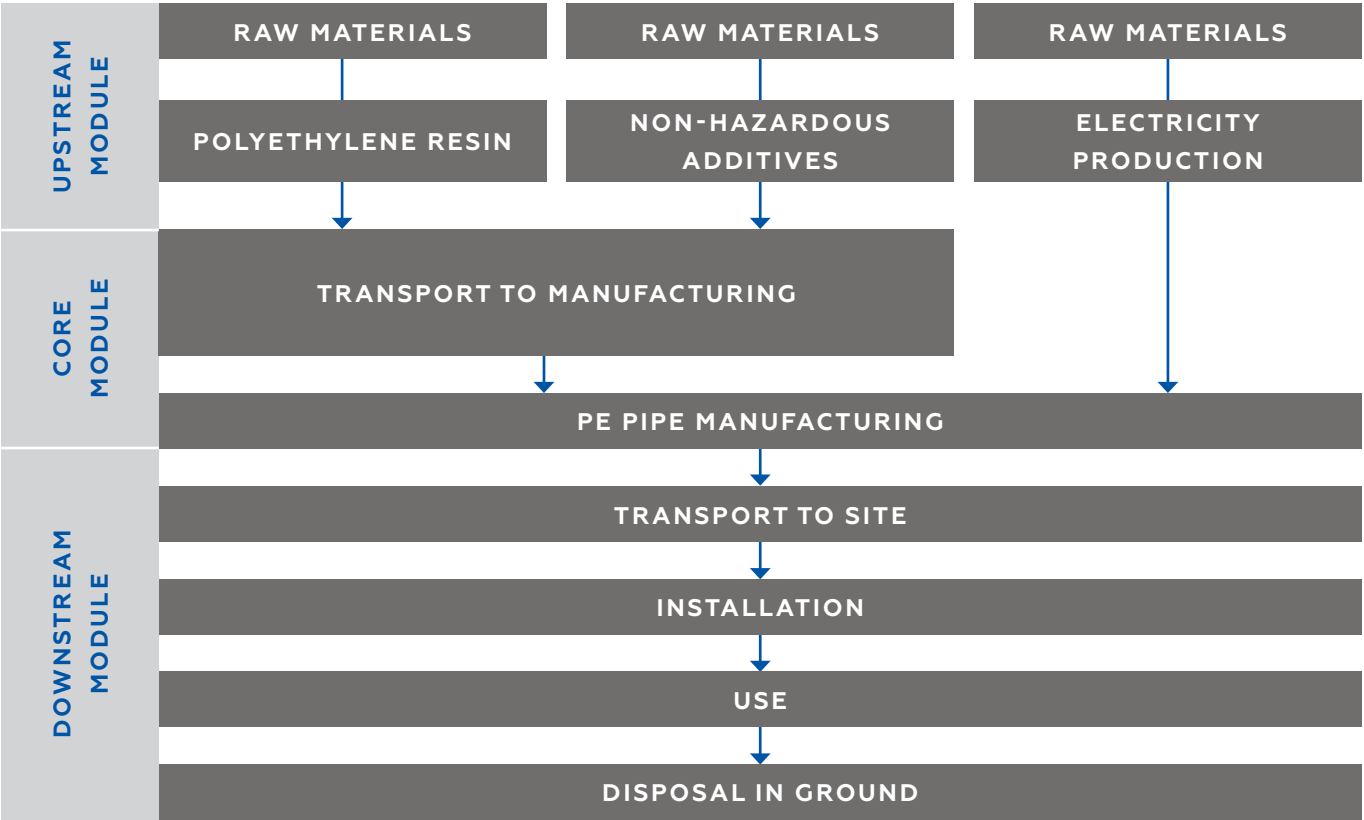 UPSTREAM
MODULE
RAW MATERIALS
RAW MATERIALS
RAW MATERIALS
POLYETHYLENE RESIN
NON-HAZARDOUS
ADDITIVES
ELECTRICITY
PRODUCTION
CORE
MODULE
TRANSPORT TO MANUFACTURING
PE PIPE MANUFACTURING
DOWNSTREAM
MODULE
TRANSPORT TO SITE
INSTALLATION
USE
DISPOSAL IN GROUND